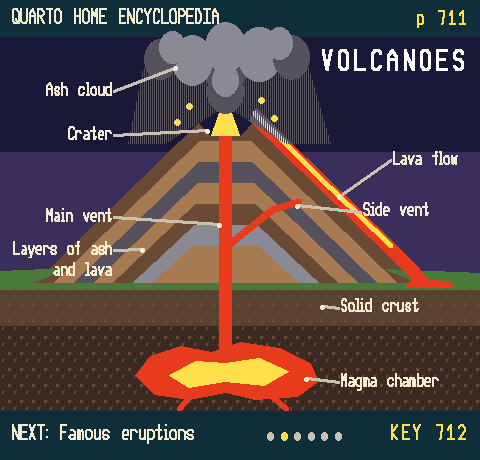 QUARTO HOME ENCYCLOPEDIA
p 711
VOLCANOES
Ash cloud
Crater
Lava flow
Main vent
Side vent
Layers of ash
and lava
Solid crust
Magma chamber
NEXT: Famous eruptions
KEY 712